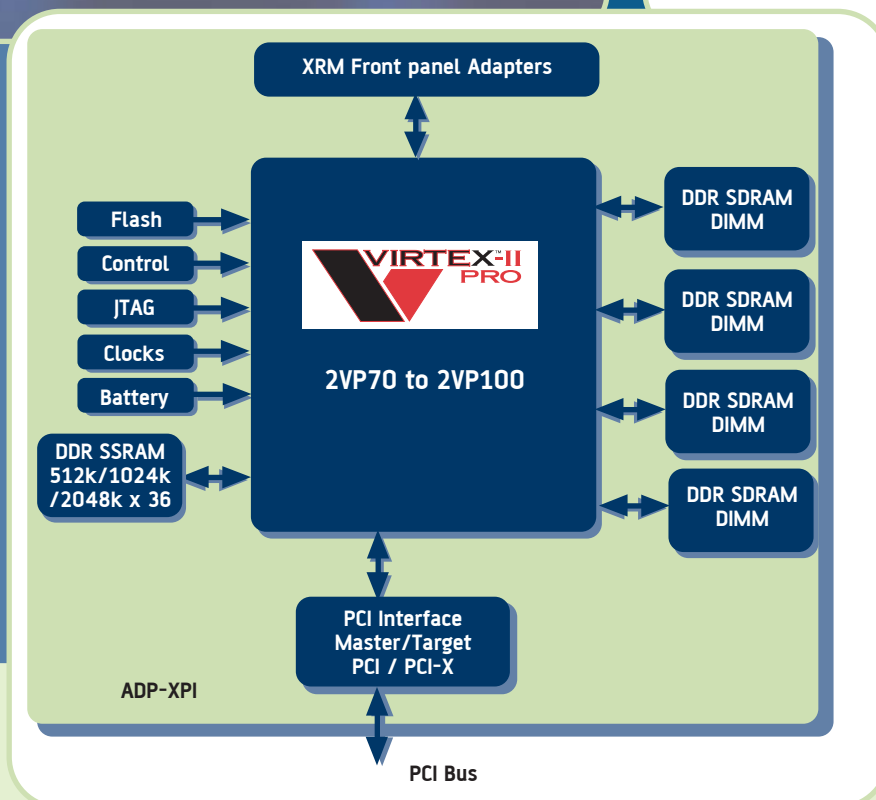 XRM Front panel Adapters
Flash
Control
JTAG
Clocks
Battery
DDR SSRAM
512k/1024k
/2048k x 36
VIRTEX™-II
PRO
2VP70 to 2VP100
DDR SDRAM
DIMM
DDR SDRAM
DIMM
DDR SDRAM
DIMM
DDR SDRAM
DIMM
PCI Interface
Master/Target
PCI / PCI-X
ADP-XPI
PCI Bus